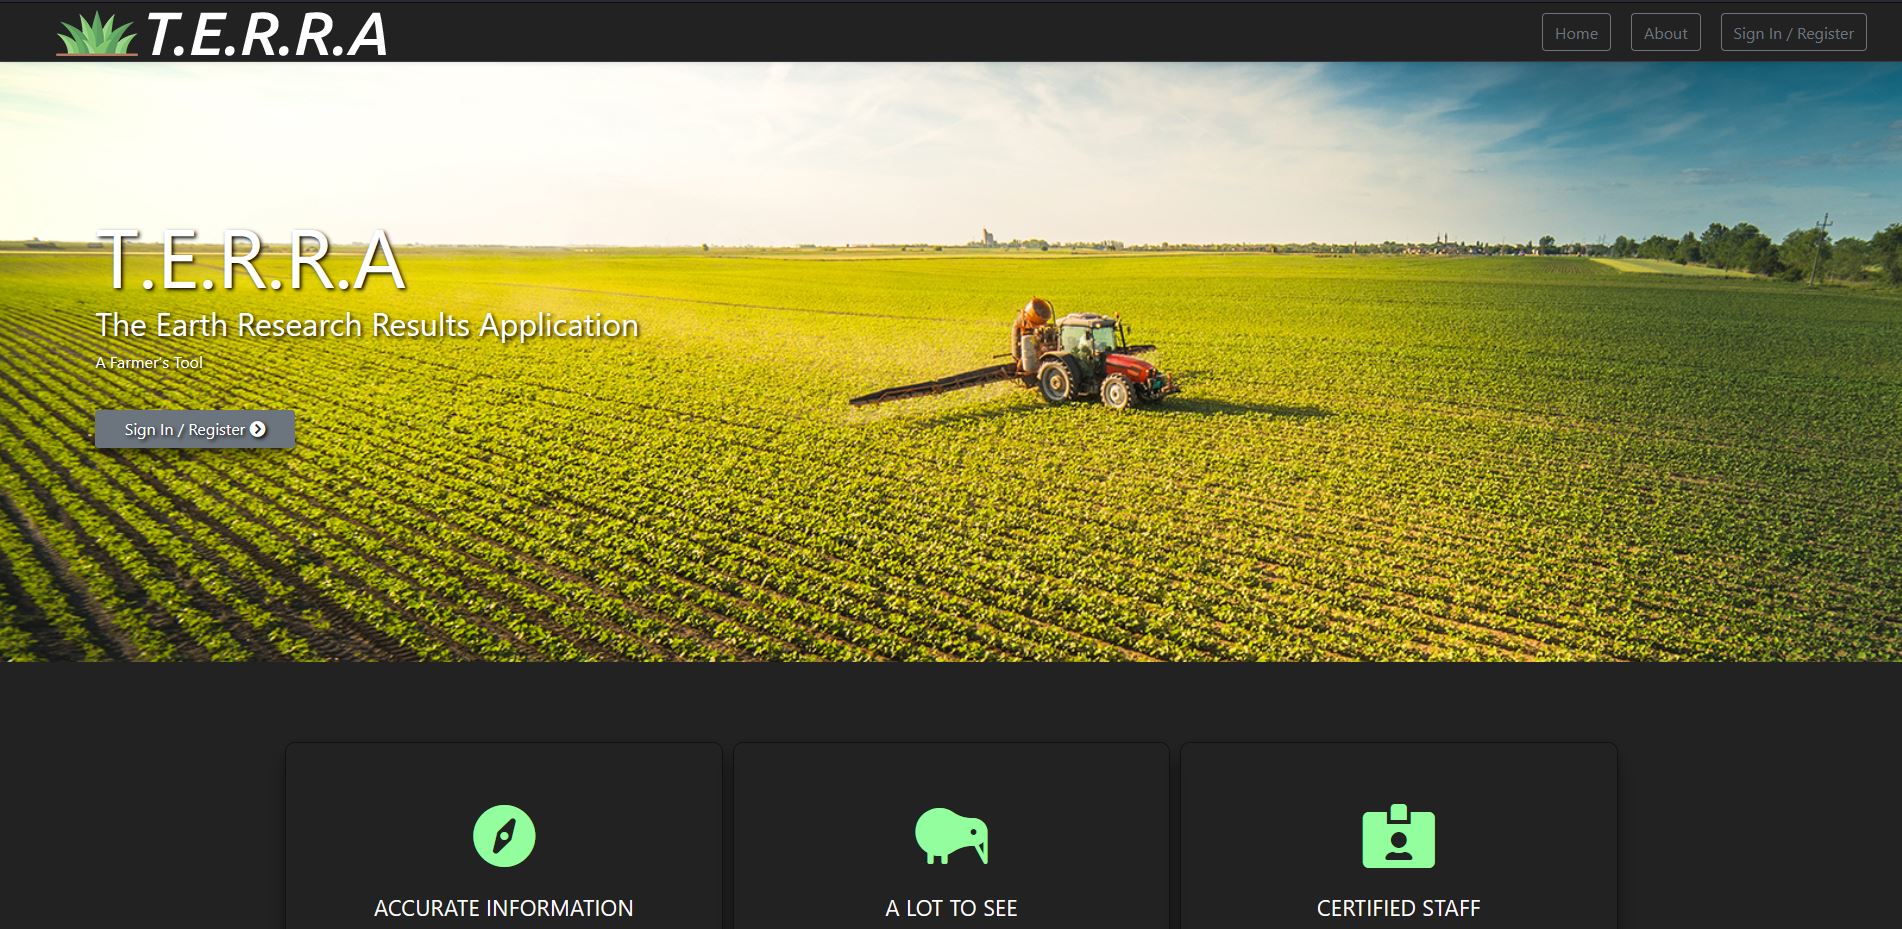 T.E.R.R.A
Home
About
Sign In / Register
T.E.R.R.A
The Earth Research Results Application
A Farmer's Tool
Sign In / Register
ACCURATE INFORMATION
A LOT TO SEE
CERTIFIED STAFF